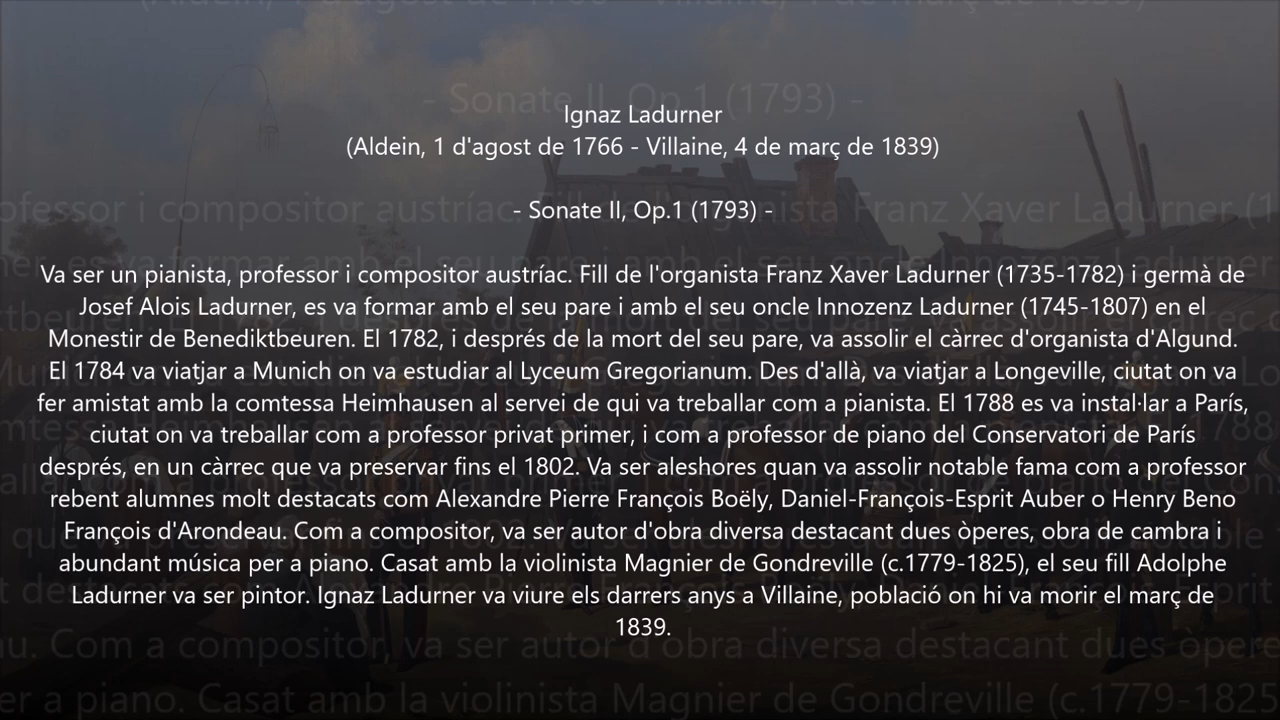 Ignaz Ladurner
(Aldein, 1 d'agost de 1766 - Villaine, 4 de març de 1839)
- Sonate II, Op.1 (1793) -
Va ser un pianista, professor i compositor austríac. Fill de l'organista Franz Xaver Ladurner (1735-1782) i germà de
Josef Alois Ladurner, es va formar amb el seu pare i amb el seu oncle Innozenz Ladurner (1745-1807) en el
Monestir de Benediktbeuren. El 1782, i després de la mort del seu pare, va assolir el càrrec d'organista d'Algund.
El 1784 va viatjar a Munich on va estudiar al Lyceum Gregorianum. Des d'allà, va viatjar a Longeville, ciutat on va
fer amistat amb la comtessa Heimhausen al servei de qui va treballar com a pianista. El 1788 es va instal·lar a París,
ciutat on va treballar com a professor privat primer, i com a professor de piano del Conservatori de París
després, en un càrrec que va preservar fins el 1802. Va ser aleshores quan va assolir notable fama com a professor
rebent alumnes molt destacats com Alexandre Pierre François Boëly, Daniel-François-Esprit Auber o Henry Beno
François d'Arondeau. Com a compositor, va ser autor d'obra diversa destacant dues òperes, obra de cambra i
abundant música per a piano. Casat amb la violinista Magnier de Gondreville (c.1779-1825), el seu fill Adolphe
Ladurner va ser pintor. Ignaz Ladurner va viure els darrers anys a Villaine, població on hi va morir el març de
1839.